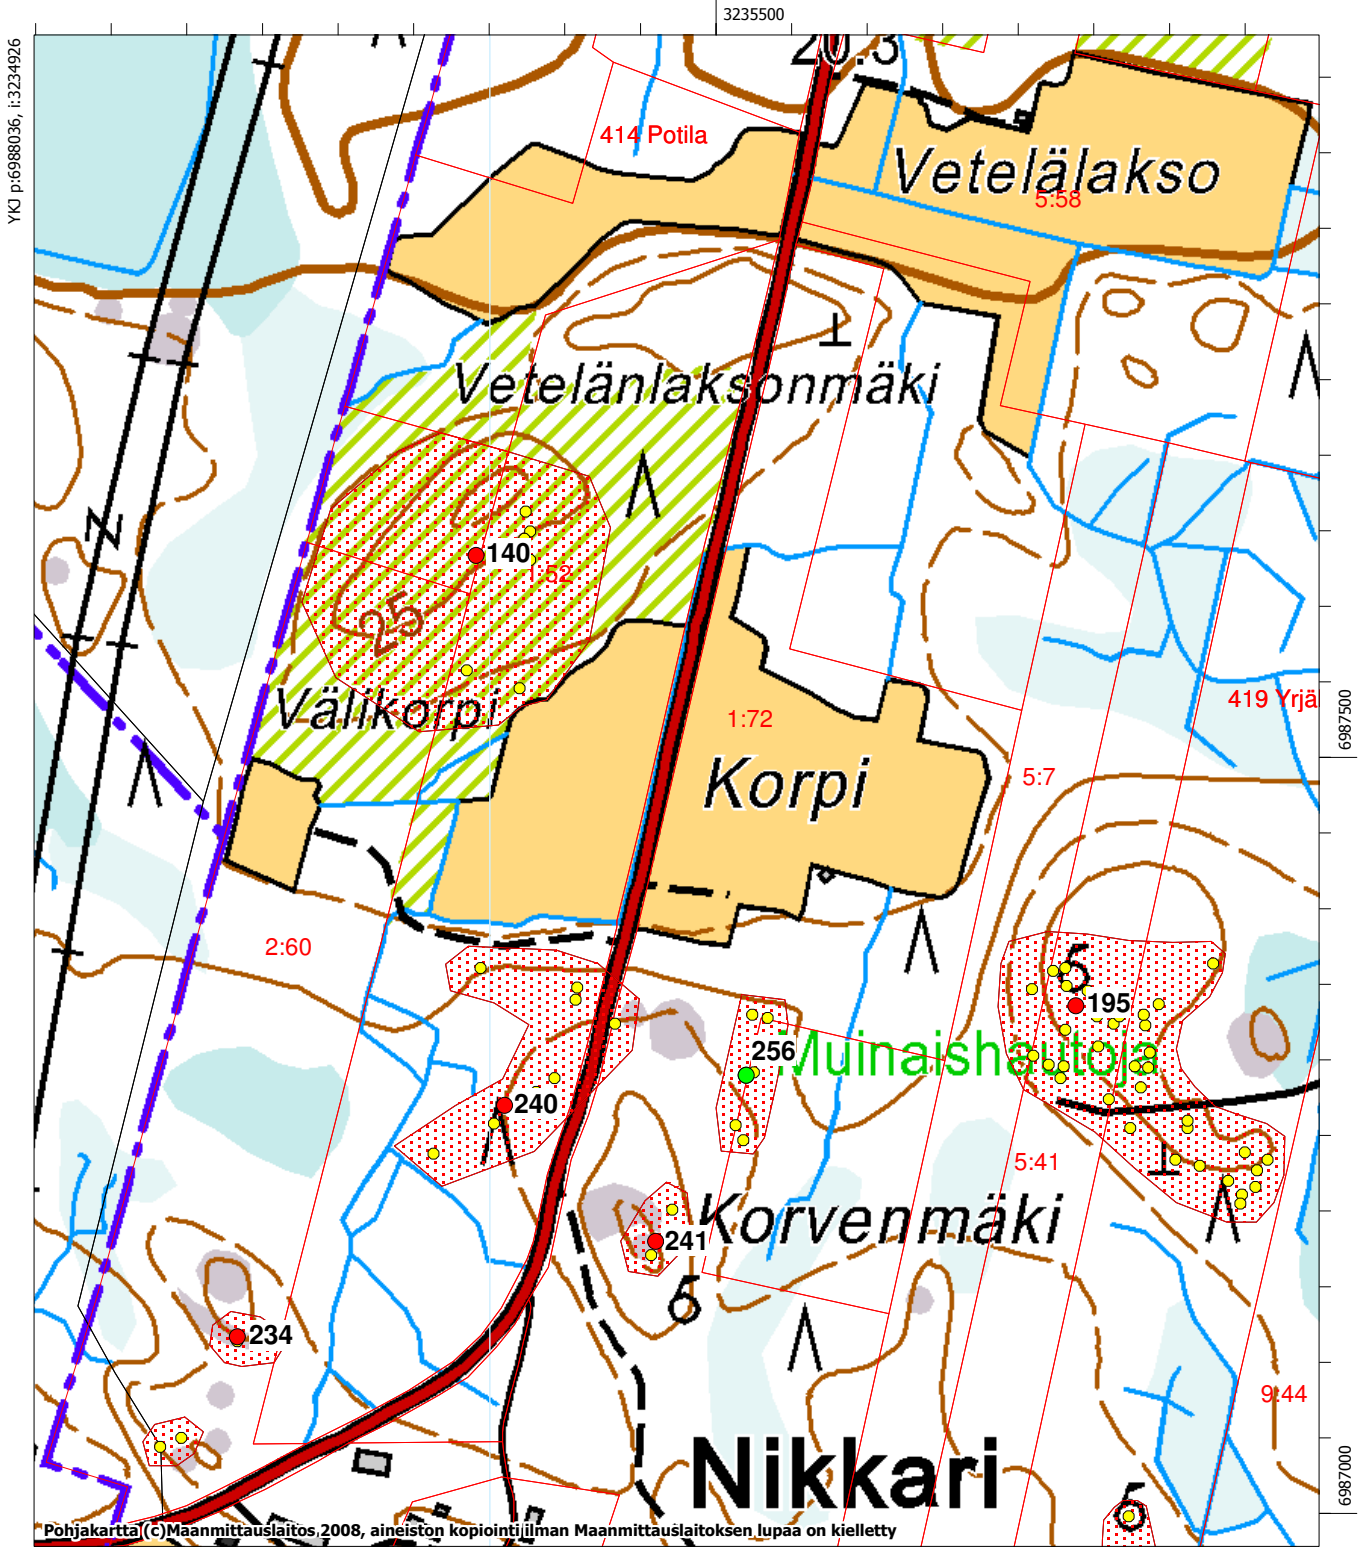 3235500
YKJ p:6988036, i:3234926
20.3
414 Potila
Vetelälakso
5:58
Vetelänlaksonmäki
N
140
1:52
25
Välikorpi
419 Yrjä
6987500
1:72
Korpi
5:7
2:60
195
256
Muinaishautoja
240
5:41
Korvenmäki
241
234
9:44
Nikkari
6987000
Pohjakartta (c)Maanmittauslaitos 2008, aineiston kopiointi ilman Maanmittauslaitoksen lupaa on kielletty